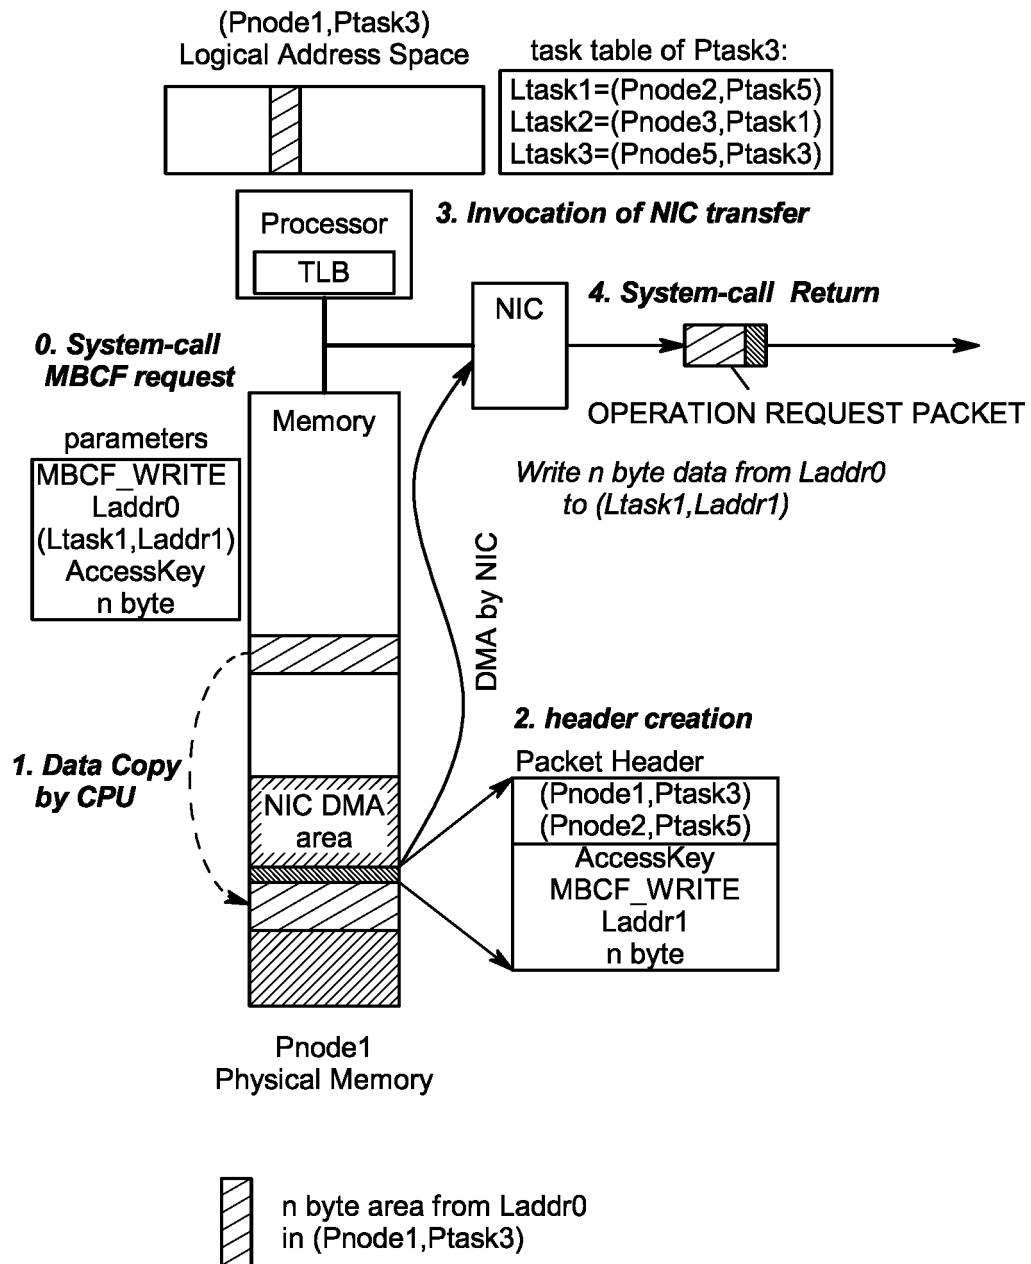 (Pnode1,Ptask3)
Logical Address Space
task table of Ptask3:
Ltask1=(Pnode2,Ptask5)
Ltask2=(Pnode3,Ptask1)
Ltask3=(Pnode5,Ptask3)
Processor
TLB
3. Invocation of NIC transfer
NIC
4. System-call Return
OPERATION REQUEST PACKET
0. System-call
MBCF request
Memory
parameters
MBCF_WRITE
Laddr0
(Ltask1,Laddr1)
AccessKey
n byte
Write n byte data from Laddr0
to (Ltask1,Laddr1)
DMA by NIC
1. Data Copy
by CPU
NIC DMA
area
2. header creation
Packet Header
(Pnode1,Ptask3)
(Pnode2,Ptask5)
AccessKey
MBCF_WRITE
Laddr1
n byte
Pnode1
Physical Memory
n byte area from Laddr0
in (Pnode1,Ptask3)